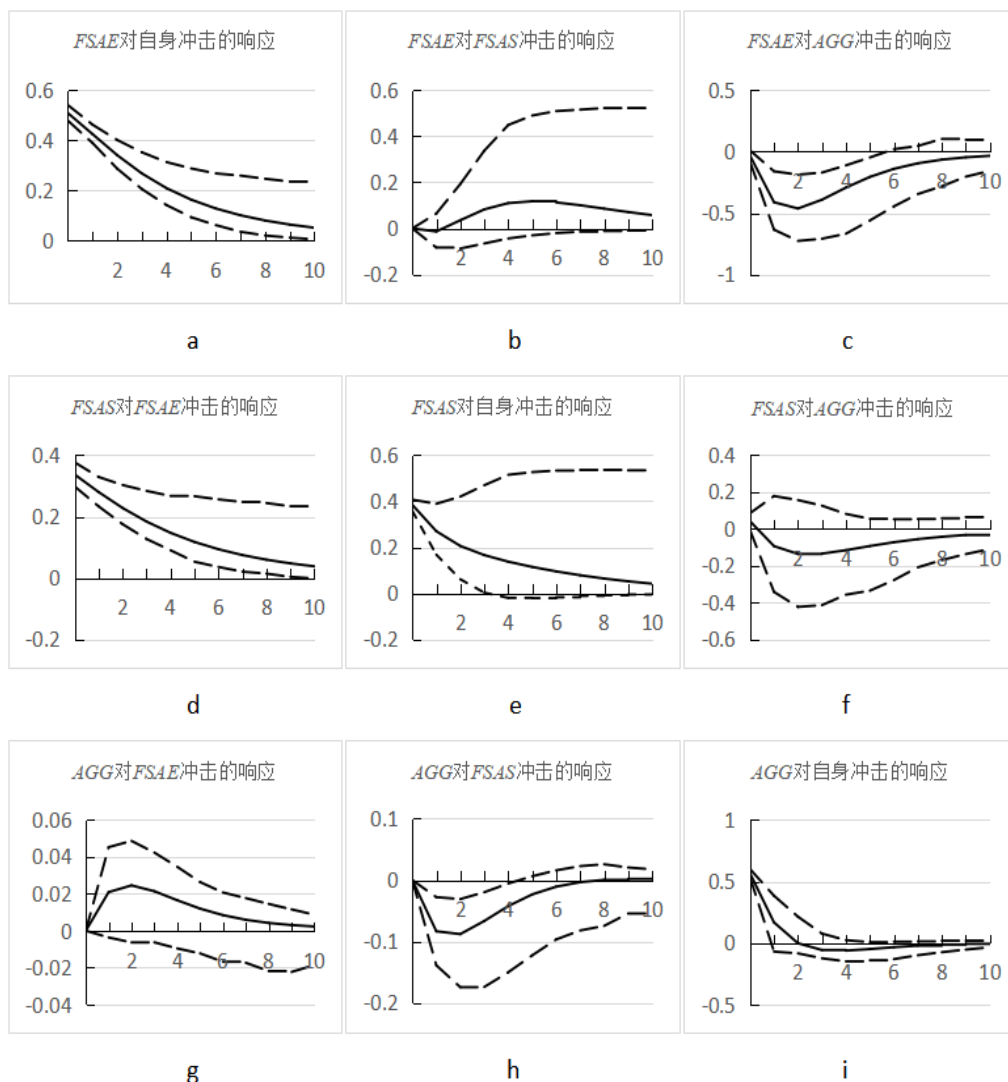 FSAE对自身冲击的响应
0.6
0.4
0.2
0
2 4 6 8 10
a
FSAE对FSAS冲击的响应
0.6
0.4
0.2
0
-0.2
2 4 6 8 10
b
FSAE对AGG冲击的响应
0.5
0
-0.5
-1
2 4 6 8 10
c
FSAS对FSAE冲击的响应
0.4
0.2
0
-0.2
2 4 6 8 10
d
FSAS对自身冲击的响应
0.6
0.4
0.2
0
-0.2
2 4 6 8 10
e
FSAS对AGG冲击的响应
0.4
0.2
0
-0.2
-0.4
-0.6
2 4 6 8 10
f
AGG对FSAE冲击的响应
0.06
0.04
0.02
0
-0.02
-0.04
2 4 6 8 10
g
AGG对FSAS冲击的响应
0.1
0
-0.1
-0.2
2 4 6 8 10
h
AGG对自身冲击的响应
1
0.5
0
-0.5
2 4 6 8 10
i